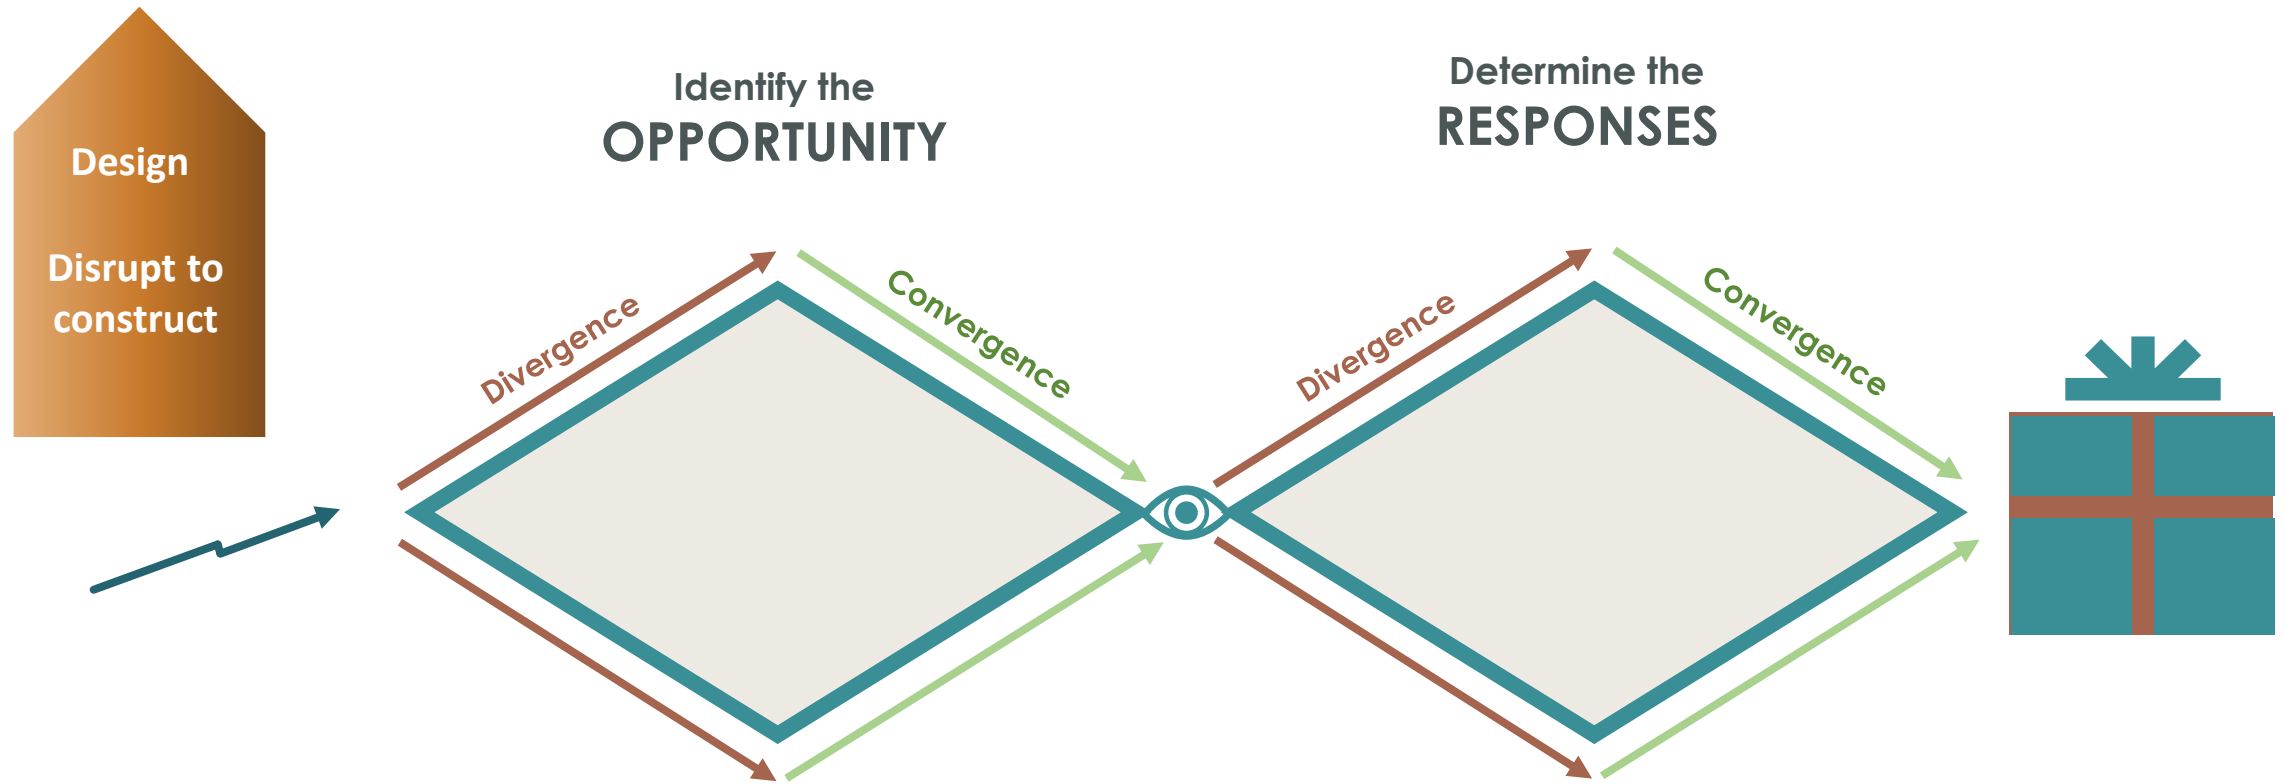 Design
Disrupt to
construct
Identify the
OPPORTUNITY
Divergence
Convergence
Determine the
RESPONSES
Divergence
Convergence